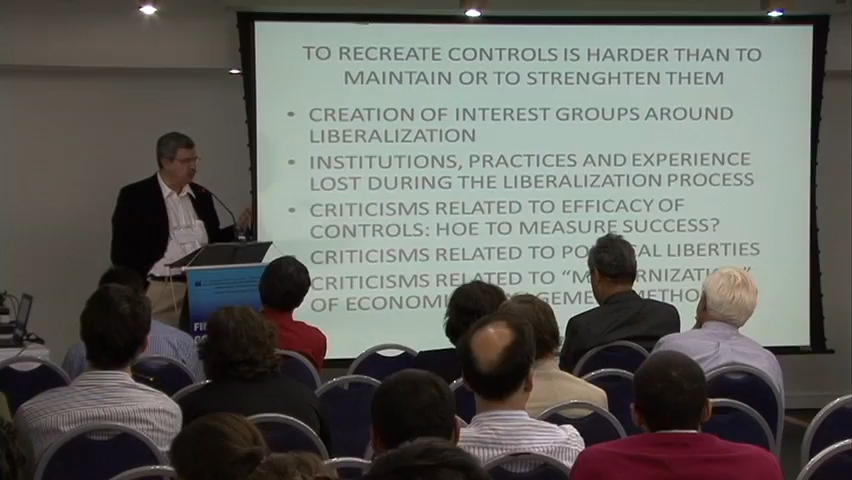 TO RECREATE CONTROLS IS HARDER THAN TO
MAINTAIN OR TO STRENGHTEN THEM
• CREATION OF INTEREST GROUPS AROUND
LIBERALIZATION
• INSTITUTIONS, PRACTICES AND EXPERIENCE
LOST DURING THE LIBERALIZATION PROCESS
• CRITICISMS RELATED TO EFFICACY OF
CONTROLS: HOE TO MEASURE SUCCESS?
CRITICISMS RELATED TO LIBERTIES
CRITICISMS RELATED TO
OF